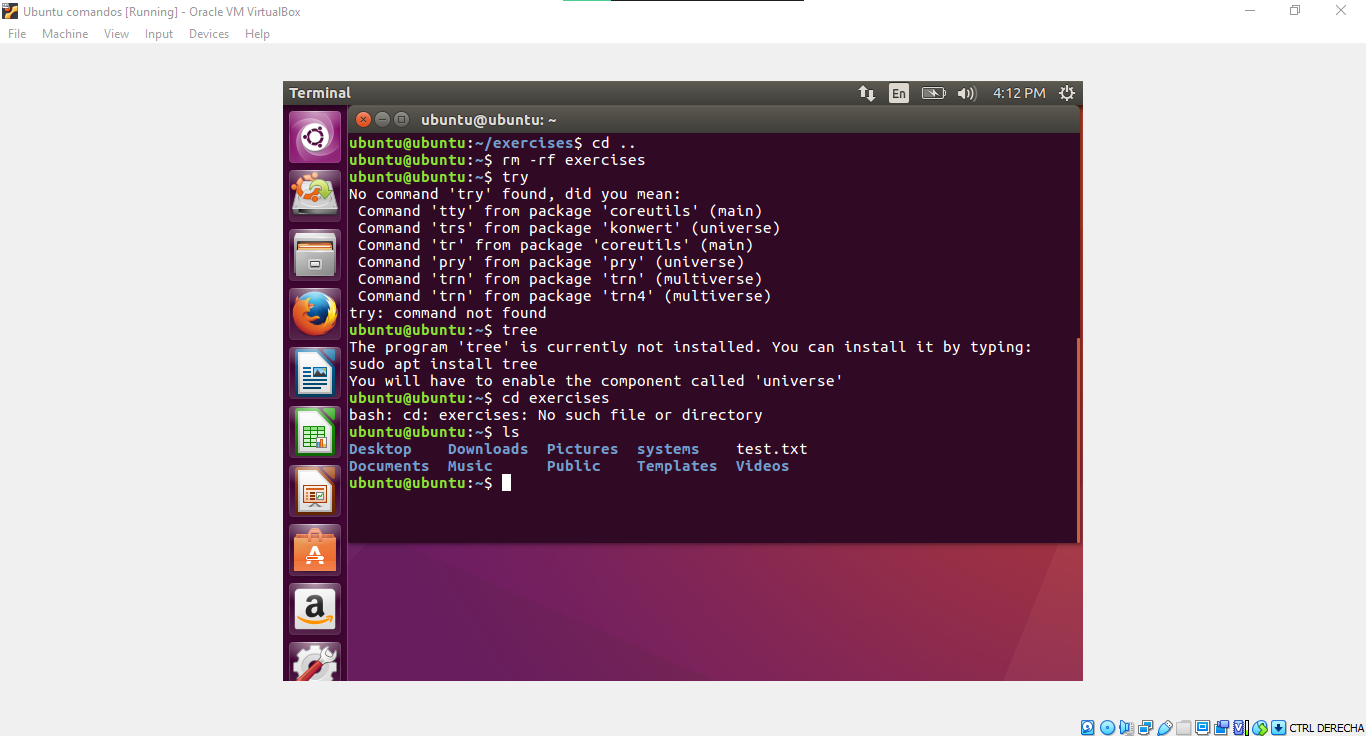 Ubuntu comandos [Running] - Oracle VM VirtualBox
File Machine View Input Devices Help
Terminal En 4:12 PM
ubuntu@ubuntu: ~
ubuntu@ubuntu:~/exercises$ cd ..
ubuntu@ubuntu:~$ rm -rf exercises
ubuntu@ubuntu:~$ try
No command 'try' found, did you mean:
 Command 'tty' from package 'coreutils' (main)
 Command 'trs' from package 'konwert' (universe)
 Command 'tr' from package 'coreutils' (main)
 Command 'pry' from package 'pry' (universe)
 Command 'trn' from package 'trn' (multiverse)
 Command 'trn' from package 'trn4' (multiverse)
try: command not found
ubuntu@ubuntu:~$ tree
The program 'tree' is currently not installed. You can install it by typing:
sudo apt install tree
You will have to enable the component called 'universe'
ubuntu@ubuntu:~$ cd exercises
bash: cd: exercises: No such file or directory
ubuntu@ubuntu:~$ ls
Desktop    Downloads  Pictures  systems    test.txt
Documents  Music      Public    Templates  Videos
ubuntu@ubuntu:~$
CTRL DERECHA